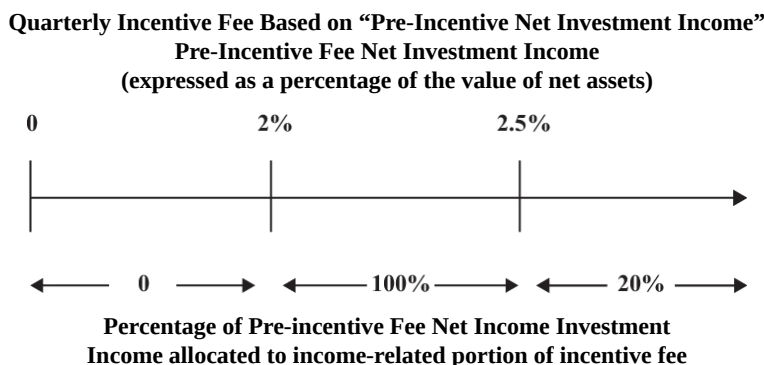 Quarterly Incentive Fee Based on “Pre-Incentive Net Investment Income”
Pre-Incentive Fee Net Investment Income
(expressed as a percentage of the value of net assets)
0 2% 2.5%
0 100% 20%
Percentage of Pre-incentive Fee Net Income Investment
Income allocated to income-related portion of incentive fee